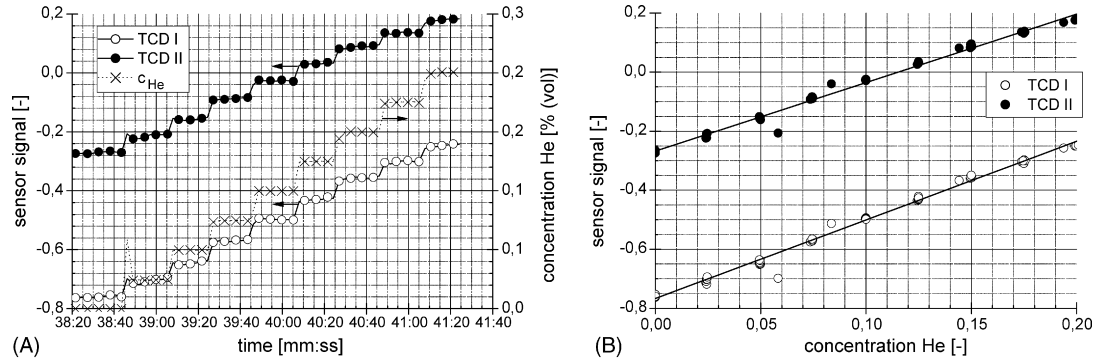 0,2
0,0
-0,2
-0,4
-0,6
-0,8
sensor signal [-]
TCD I
TCD II
c He
0,3
0,2
0,2
0,1
0,1
0,0
concentration He [% (vol)]
38:20 38:40 39:00 39:20 39:40 40:00 40:20 40:40 41:00 41:20 41:40
time [mm:ss]
(A)
0,2
0,0
-0,2
-0,4
-0,6
-0,8
sensor signal [-]
TCD I
TCD II
0,00 0,05 0,10 0,15 0,20
concentration He [-]
(B)